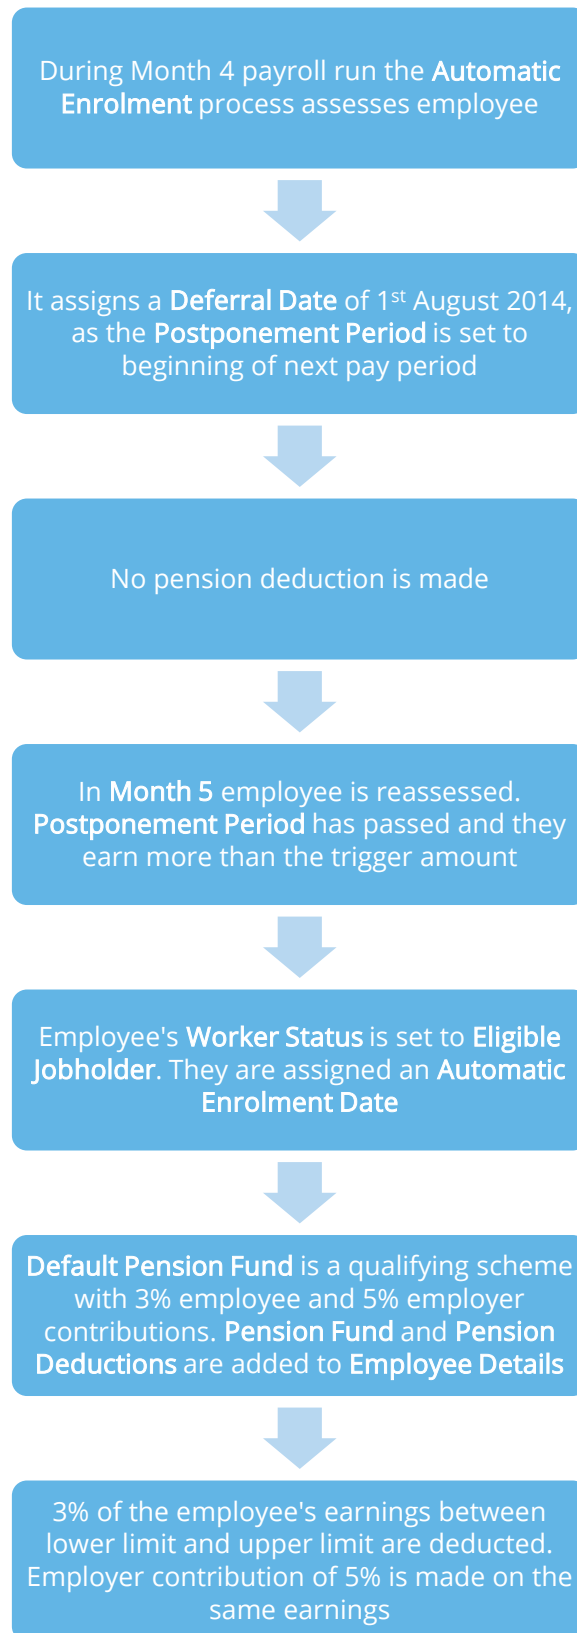 During Month 4 payroll run the Automatic
Enrolment process assesses employee
It assigns a Deferral Date of 1st August 2014,
as the Postponement Period is set to
beginning of next pay period
No pension deduction is made
In Month 5 employee is reassessed.
Postponement Period has passed and they
earn more than the trigger amount
Employee's Worker Status is set to Eligible
Jobholder. They are assigned an Automatic
Enrolment Date
Default Pension Fund is a qualifying scheme
with 3% employee and 5% employer
contributions. Pension Fund and Pension
Deductions are added to Employee Details
3% of the employee's earnings between
lower limit and upper limit are deducted.
Employer contribution of 5% is made on the
same earnings